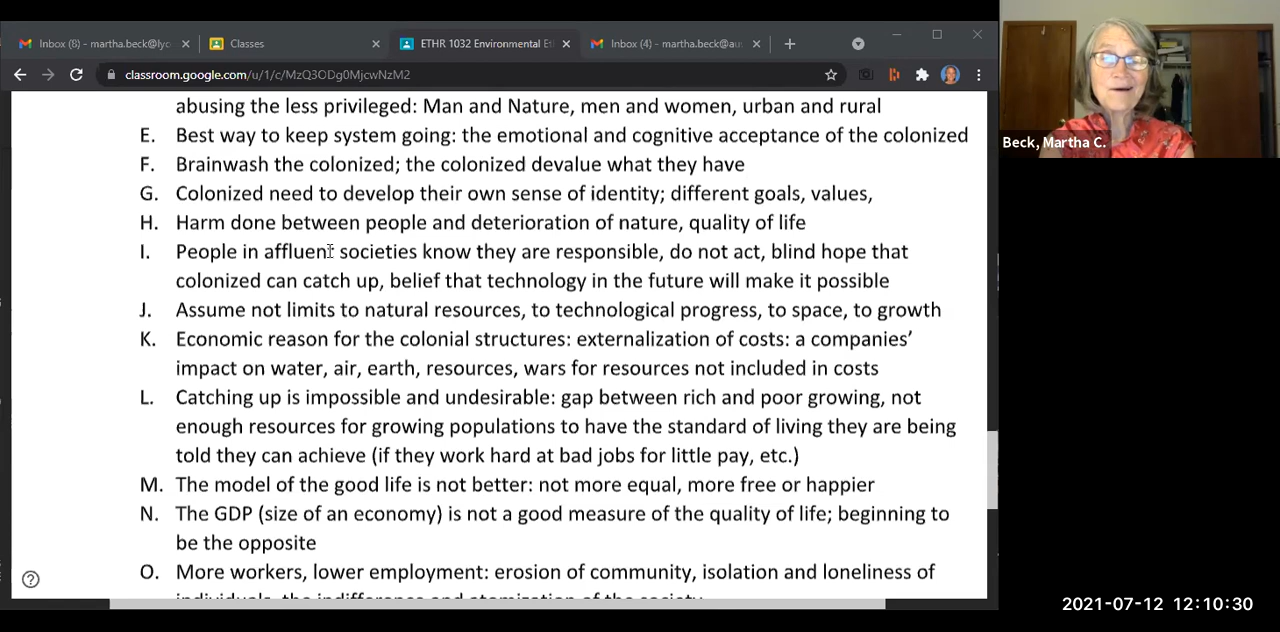 Inbox (8) - martha.beck@lyc
Classes
ETHR 1032 Environmental Et
Inbox (4) - martha.beck@au
classroom.google.com/u/1/c/MzQ3ODg0MjcwNzM2
abusing the less privileged: Man and Nature, men and women, urban and rural
E. Best way to keep system going: the emotional and cognitive acceptance of the colonized
F. Brainwash the colonized; the colonized devalue what they have
G. Colonized need to develop their own sense of identity; different goals, values,
H. Harm done between people and deterioration of nature, quality of life
I. People in affluent societies know they are responsible, do not act, blind hope that
colonized can catch up, belief that technology in the future will make it possible
J. Assume not limits to natural resources, to technological progress, to space, to growth
K. Economic reason for the colonial structures: externalization of costs: a companies’
impact on water, air, earth, resources, wars for resources not included in costs
L. Catching up is impossible and undesirable: gap between rich and poor growing, not
enough resources for growing populations to have the standard of living they are being
told they can achieve (if they work hard at bad jobs for little pay, etc.)
M. The model of the good life is not better: not more equal, more free or happier
N. The GDP (size of an economy) is not a good measure of the quality of life; beginning to
be the opposite
O. More workers, lower employment: erosion of community, isolation and loneliness of
individuals, the indifference and atomization of the society
Beck, Martha C.
2021-07-12 12:10:30